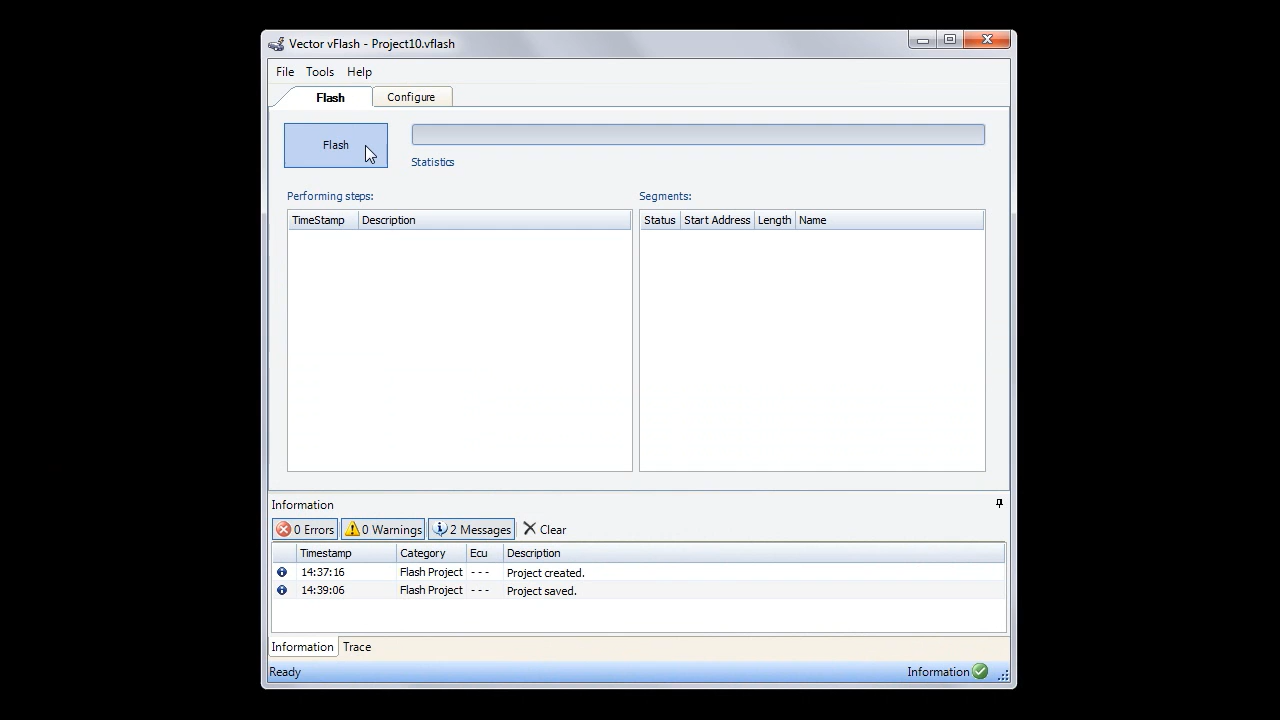 Vector vFlash - Project10.vflash
File Tools Help
Flash Configure
Flash
Statistics
Performing steps: Segments:
TimeStamp Description Status Start Address Length Name
Information
0 Errors 0 Warnings 2 Messages Clear
Timestamp Category Ecu Description
14:37:16 Flash Project - - - Project created.
14:39:06 Flash Project - - - Project saved.
Information Trace
Ready Information